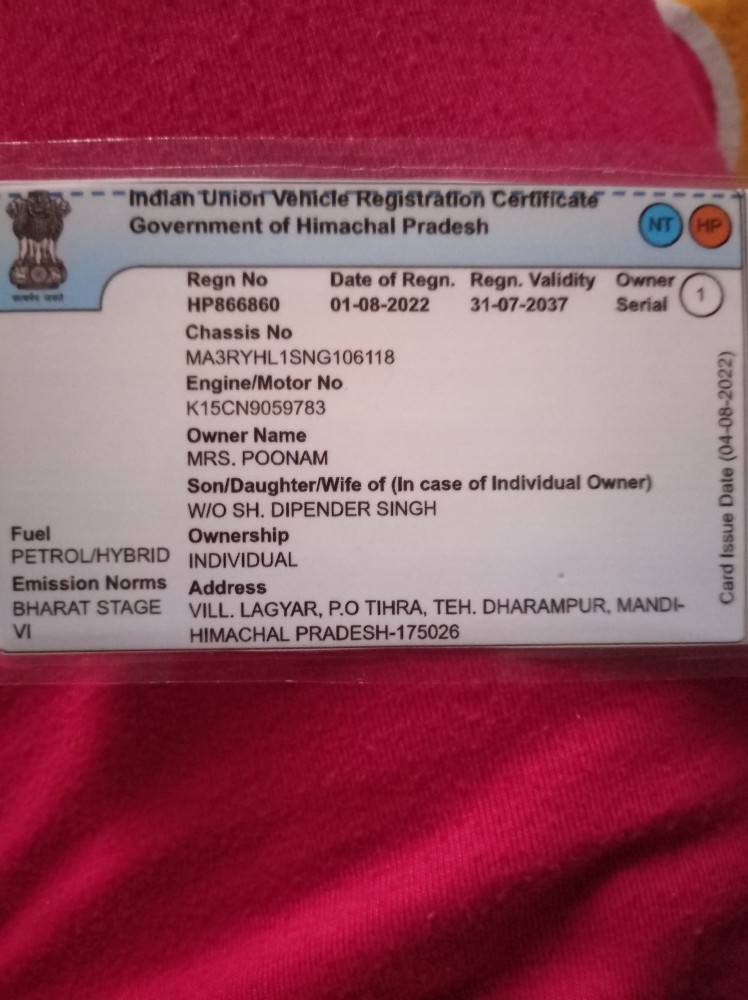 Indian Union Vehicle Registration Certificate
Government of Himachal Pradesh
NT HP
सत्यमेव जयते
Regn No Date of Regn. Regn. Validity Owner Serial 1
HP866860 01-08-2022 31-07-2037
Chassis No
MA3RYHL1SNG106118
Engine/Motor No
K15CN9059783
Owner Name
MRS. POONAM
Son/Daughter/Wife of (In case of Individual Owner)
W/O SH. DIPENDER SINGH
Fuel
PETROL/HYBRID
Ownership
INDIVIDUAL
Emission Norms
BHARAT STAGE
VI
Address
VILL. LAGYAR, P.O TIHRA, TEH. DHARAMPUR, MANDI-
HIMACHAL PRADESH-175026
Card Issue Date (04-08-2022)